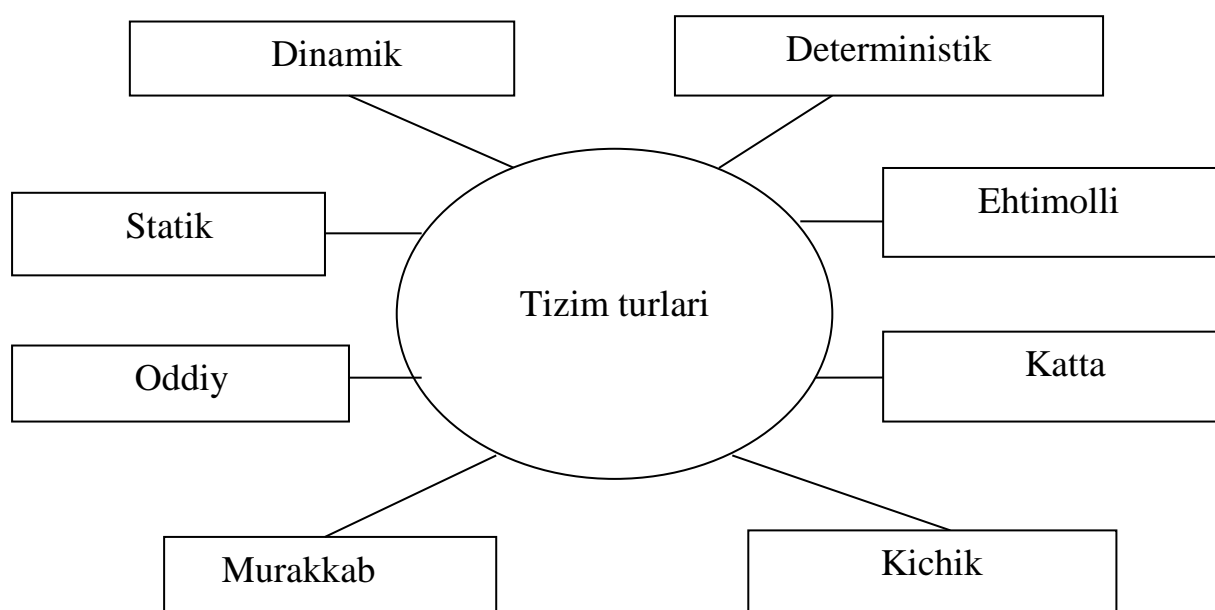 Dinamik
Deterministik
Statik
Ehtimolli
Tizim turlari
Oddiy
Katta
Murakkab
Kichik